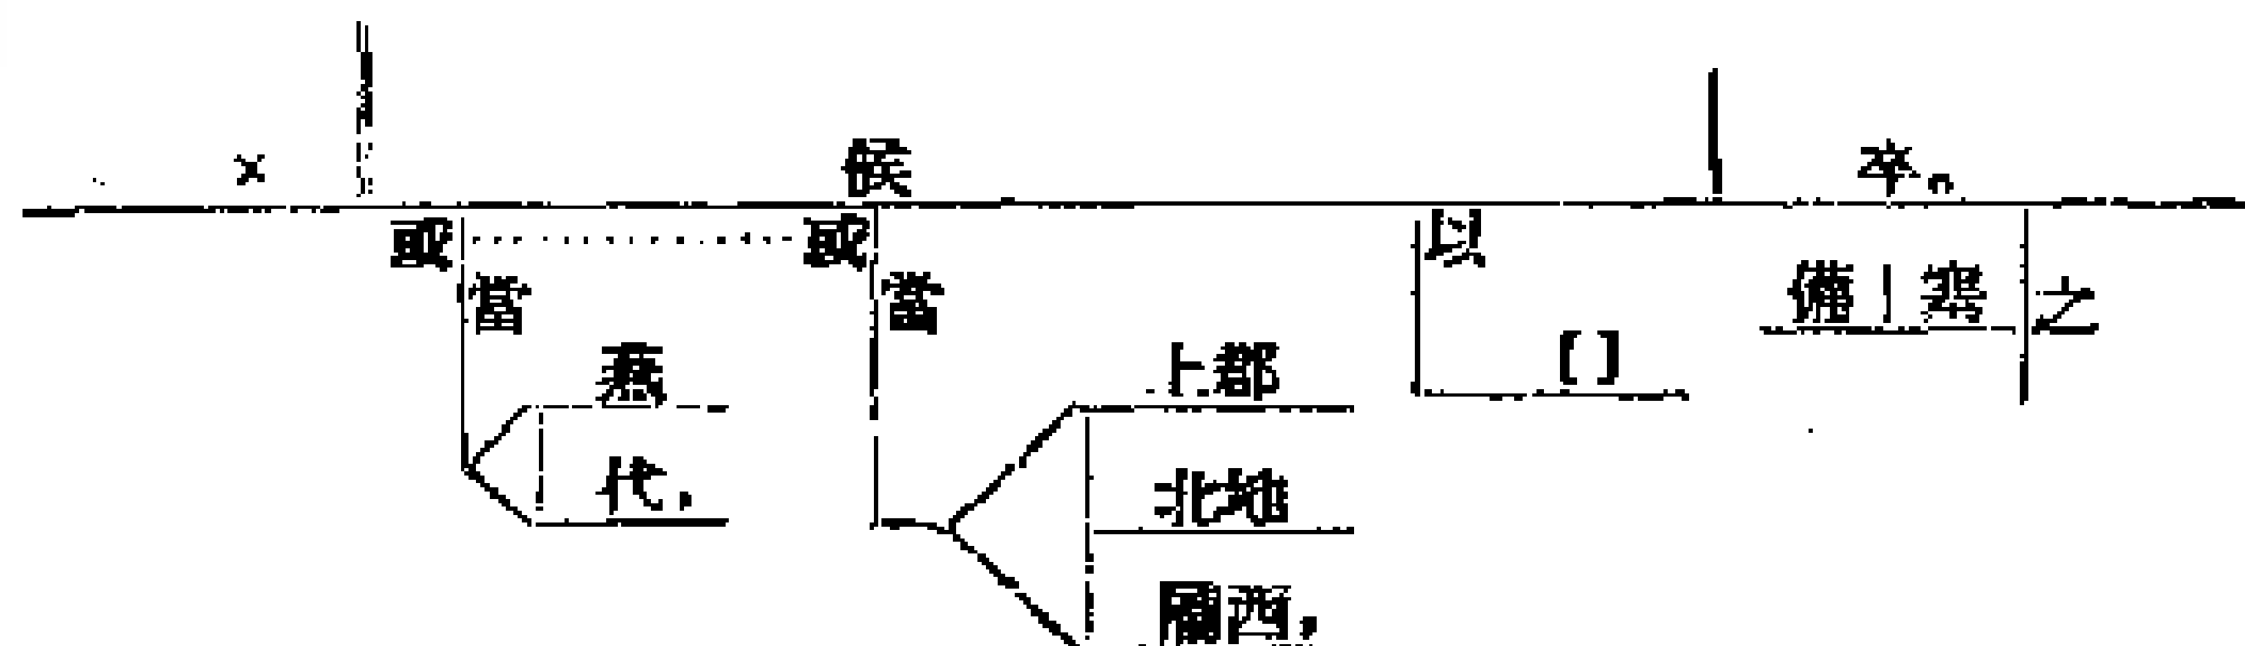 × 候 卒。
或 或 以
當 當 備 塞 之
燕 上郡 [ ]
代, 北地
隴西,